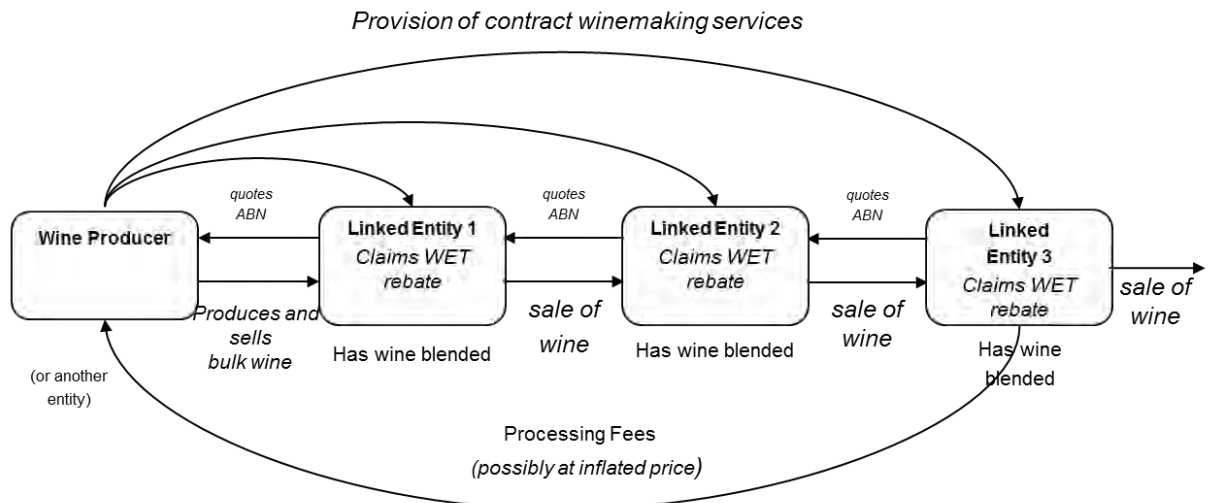 Provision of contract winemaking services
quotes
ABN
quotes
ABN
quotes
ABN
Wine Producer
Linked Entity 1
Claims WET
rebate
Linked Entity 2
Claims WET
rebate
Linked
Entity 3
Claims WET
rebate
Produces and
sells
bulk wine
sale of
wine
sale of
wine
sale of
wine
Has wine blended
Has wine blended
Has wine
blended
(or another
entity)
Processing Fees
(possibly at inflated price)